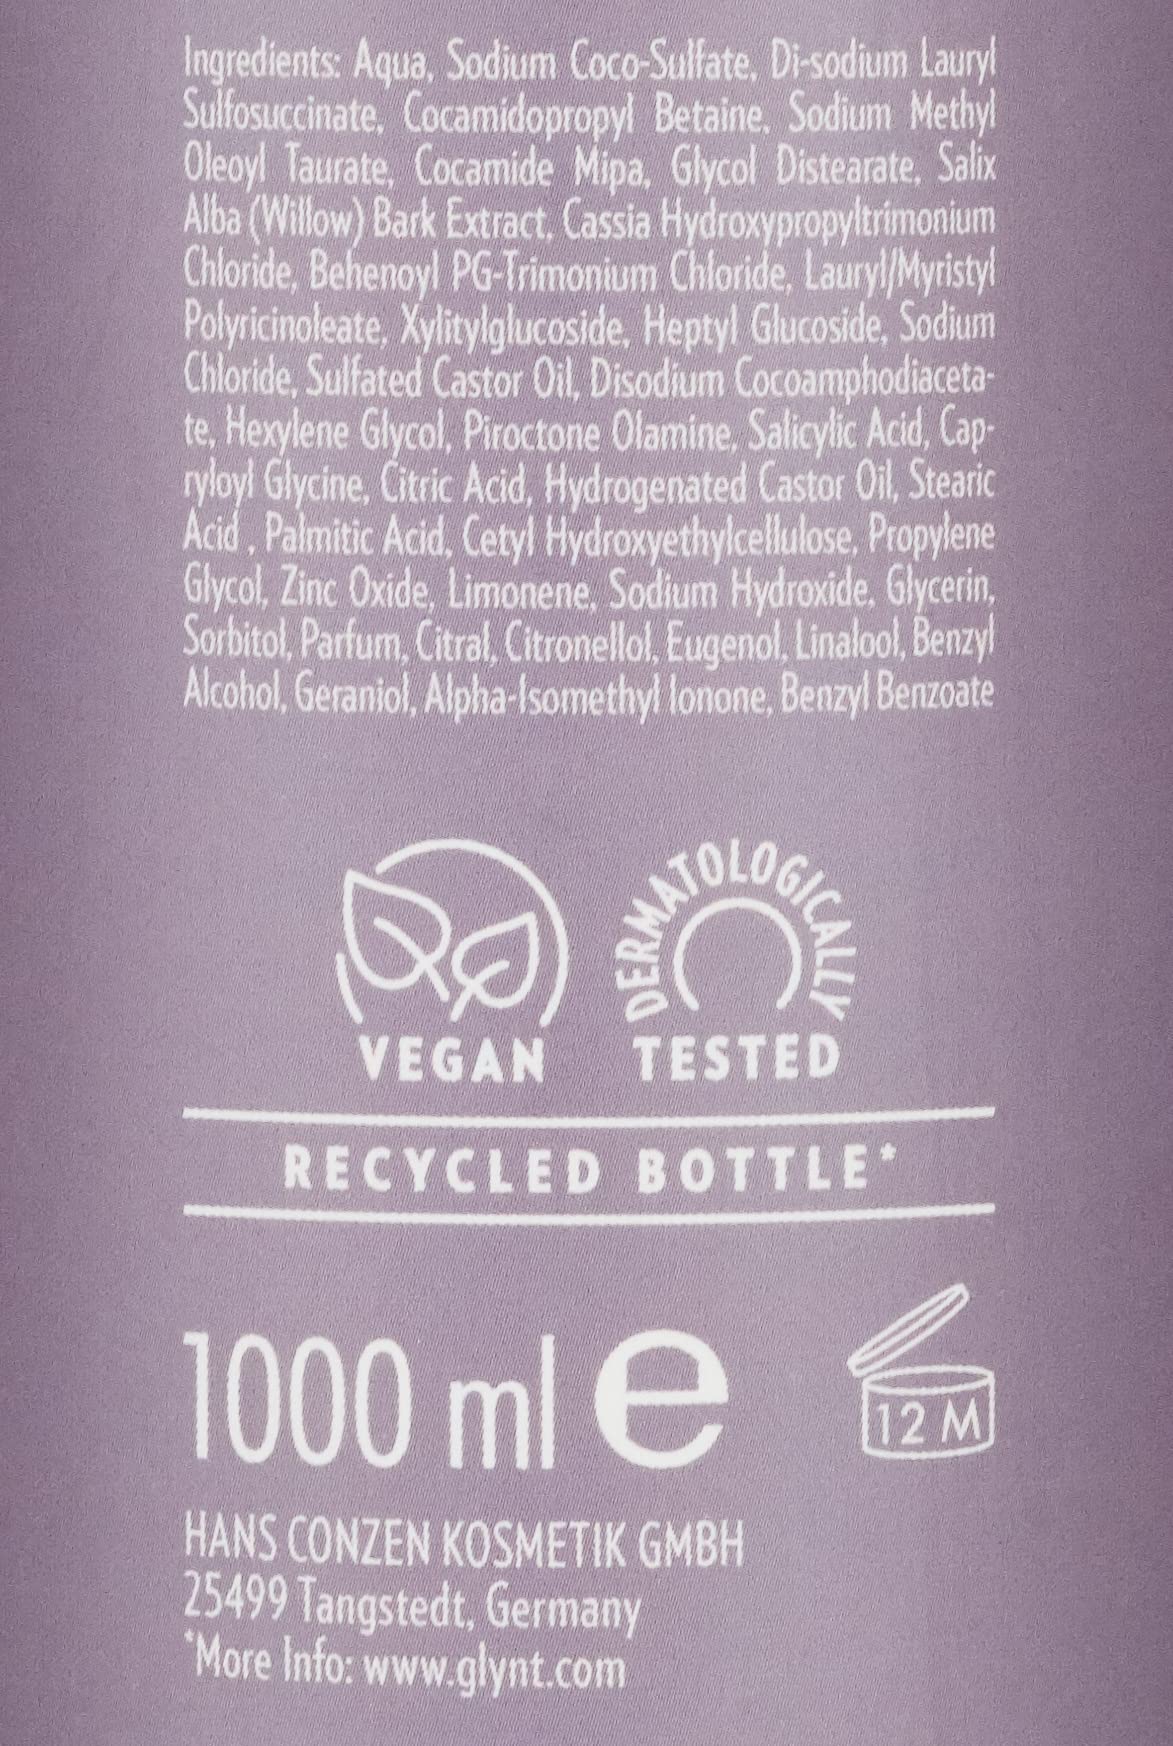 Ingredients: Aqua, Sodium Coco-Sulfate, Di-sodium Lauryl
Sulfosuccinate, Cocamidopropyl Betaine, Sodium Methyl
Oleoyl Taurate, Cocamide Mipa, Glycol Distearate, Salix
Alba (Willow) Bark Extract, Cassia Hydroxypropyltrimonium
Chloride, Behenoyl PG-Trimonium Chloride, Lauryl/Myristyl
Polyricinoleate, Xylitylglucoside, Heptyl Glucoside, Sodium
Chloride, Sulfated Castor Oil, Disodium Cocoamphodiaceta-
te, Hexylene Glycol, Piroctone Olamine, Salicylic Acid, Cap-
ryloyl Glycine, Citric Acid, Hydrogenated Castor Oil, Stearic
Acid , Palmitic Acid, Cetyl Hydroxyethylcellulose, Propylene
Glycol, Zinc Oxide, Limonene, Sodium Hydroxide, Glycerin,
Sorbitol, Parfum, Citral, Citronellol, Eugenol, Linalool, Benzyl
Alcohol, Geraniol, Alpha-Isomethyl Ionone, Benzyl Benzoate
VEGAN
DERMATOLOGICALLY
TESTED
RECYCLED BOTTLE*
1000 ml e
12 M
HANS CONZEN KOSMETIK GMBH
25499 Tangstedt, Germany
*More Info: www.glynt.com